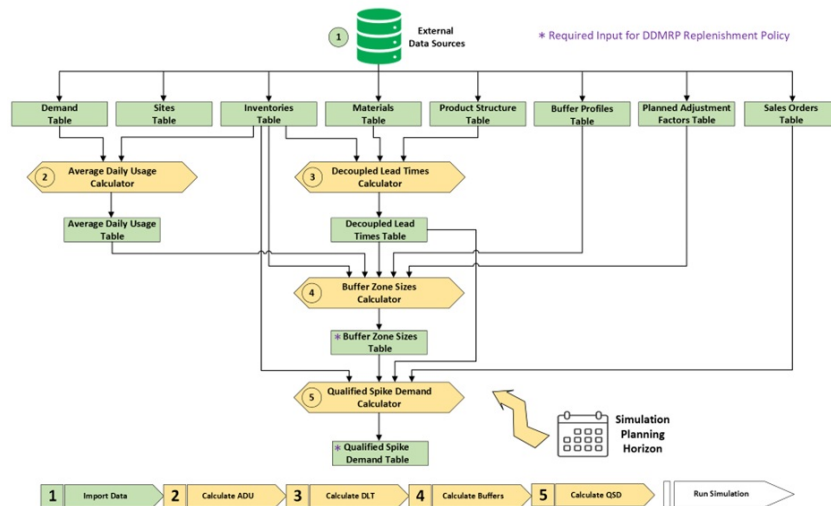 1
External
Data Sources
* Required Input for DDMRP Replenishment Policy
Demand
Table
Sites
Table
Inventories
Table
Materials
Table
Product Structure
Table
Buffer Profiles
Table
Planned Adjustment
Factors Table
Sales Orders
Table
2
Average Daily Usage
Calculator
3
Decoupled Lead Times
Calculator
Average Daily Usage
Table
Decoupled Lead
Times Table
4
Buffer Zone Sizes
Calculator
* Buffer Zone Sizes
Table
5
Qualified Spike Demand
Calculator
Simulation
Planning
Horizon
* Qualified Spike
Demand Table
1 Import Data 2 Calculate ADU 3 Calculate DLT 4 Calculate Buffers 5 Calculate QSD Run Simulation